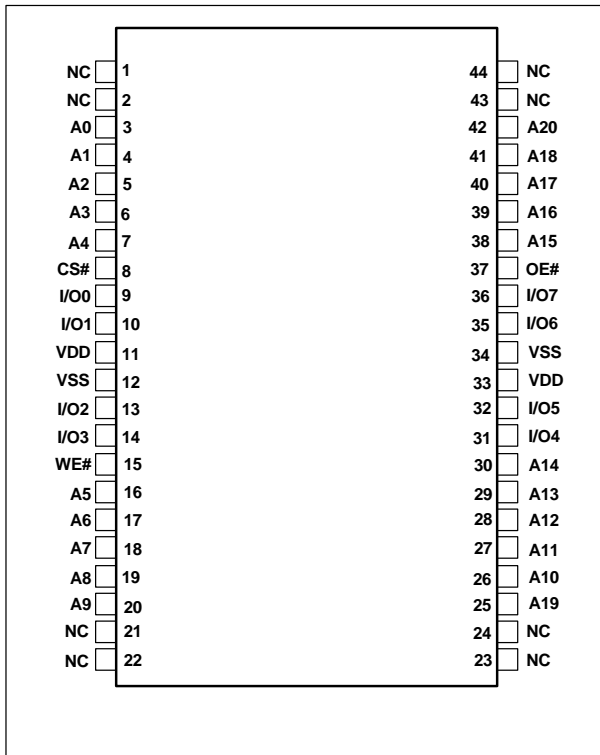 NC 1 44 NC
NC 2 43 NC
A0 3 42 A20
A1 4 41 A18
A2 5 40 A17
A3 6 39 A16
A4 7 38 A15
CS# 8 37 OE#
I/O0 9 36 I/O7
I/O1 10 35 I/O6
VDD 11 34 VSS
VSS 12 33 VDD
I/O2 13 32 I/O5
I/O3 14 31 I/O4
WE# 15 30 A14
A5 16 29 A13
A6 17 28 A12
A7 18 27 A11
A8 19 26 A10
A9 20 25 A19
NC 21 24 NC
NC 22 23 NC